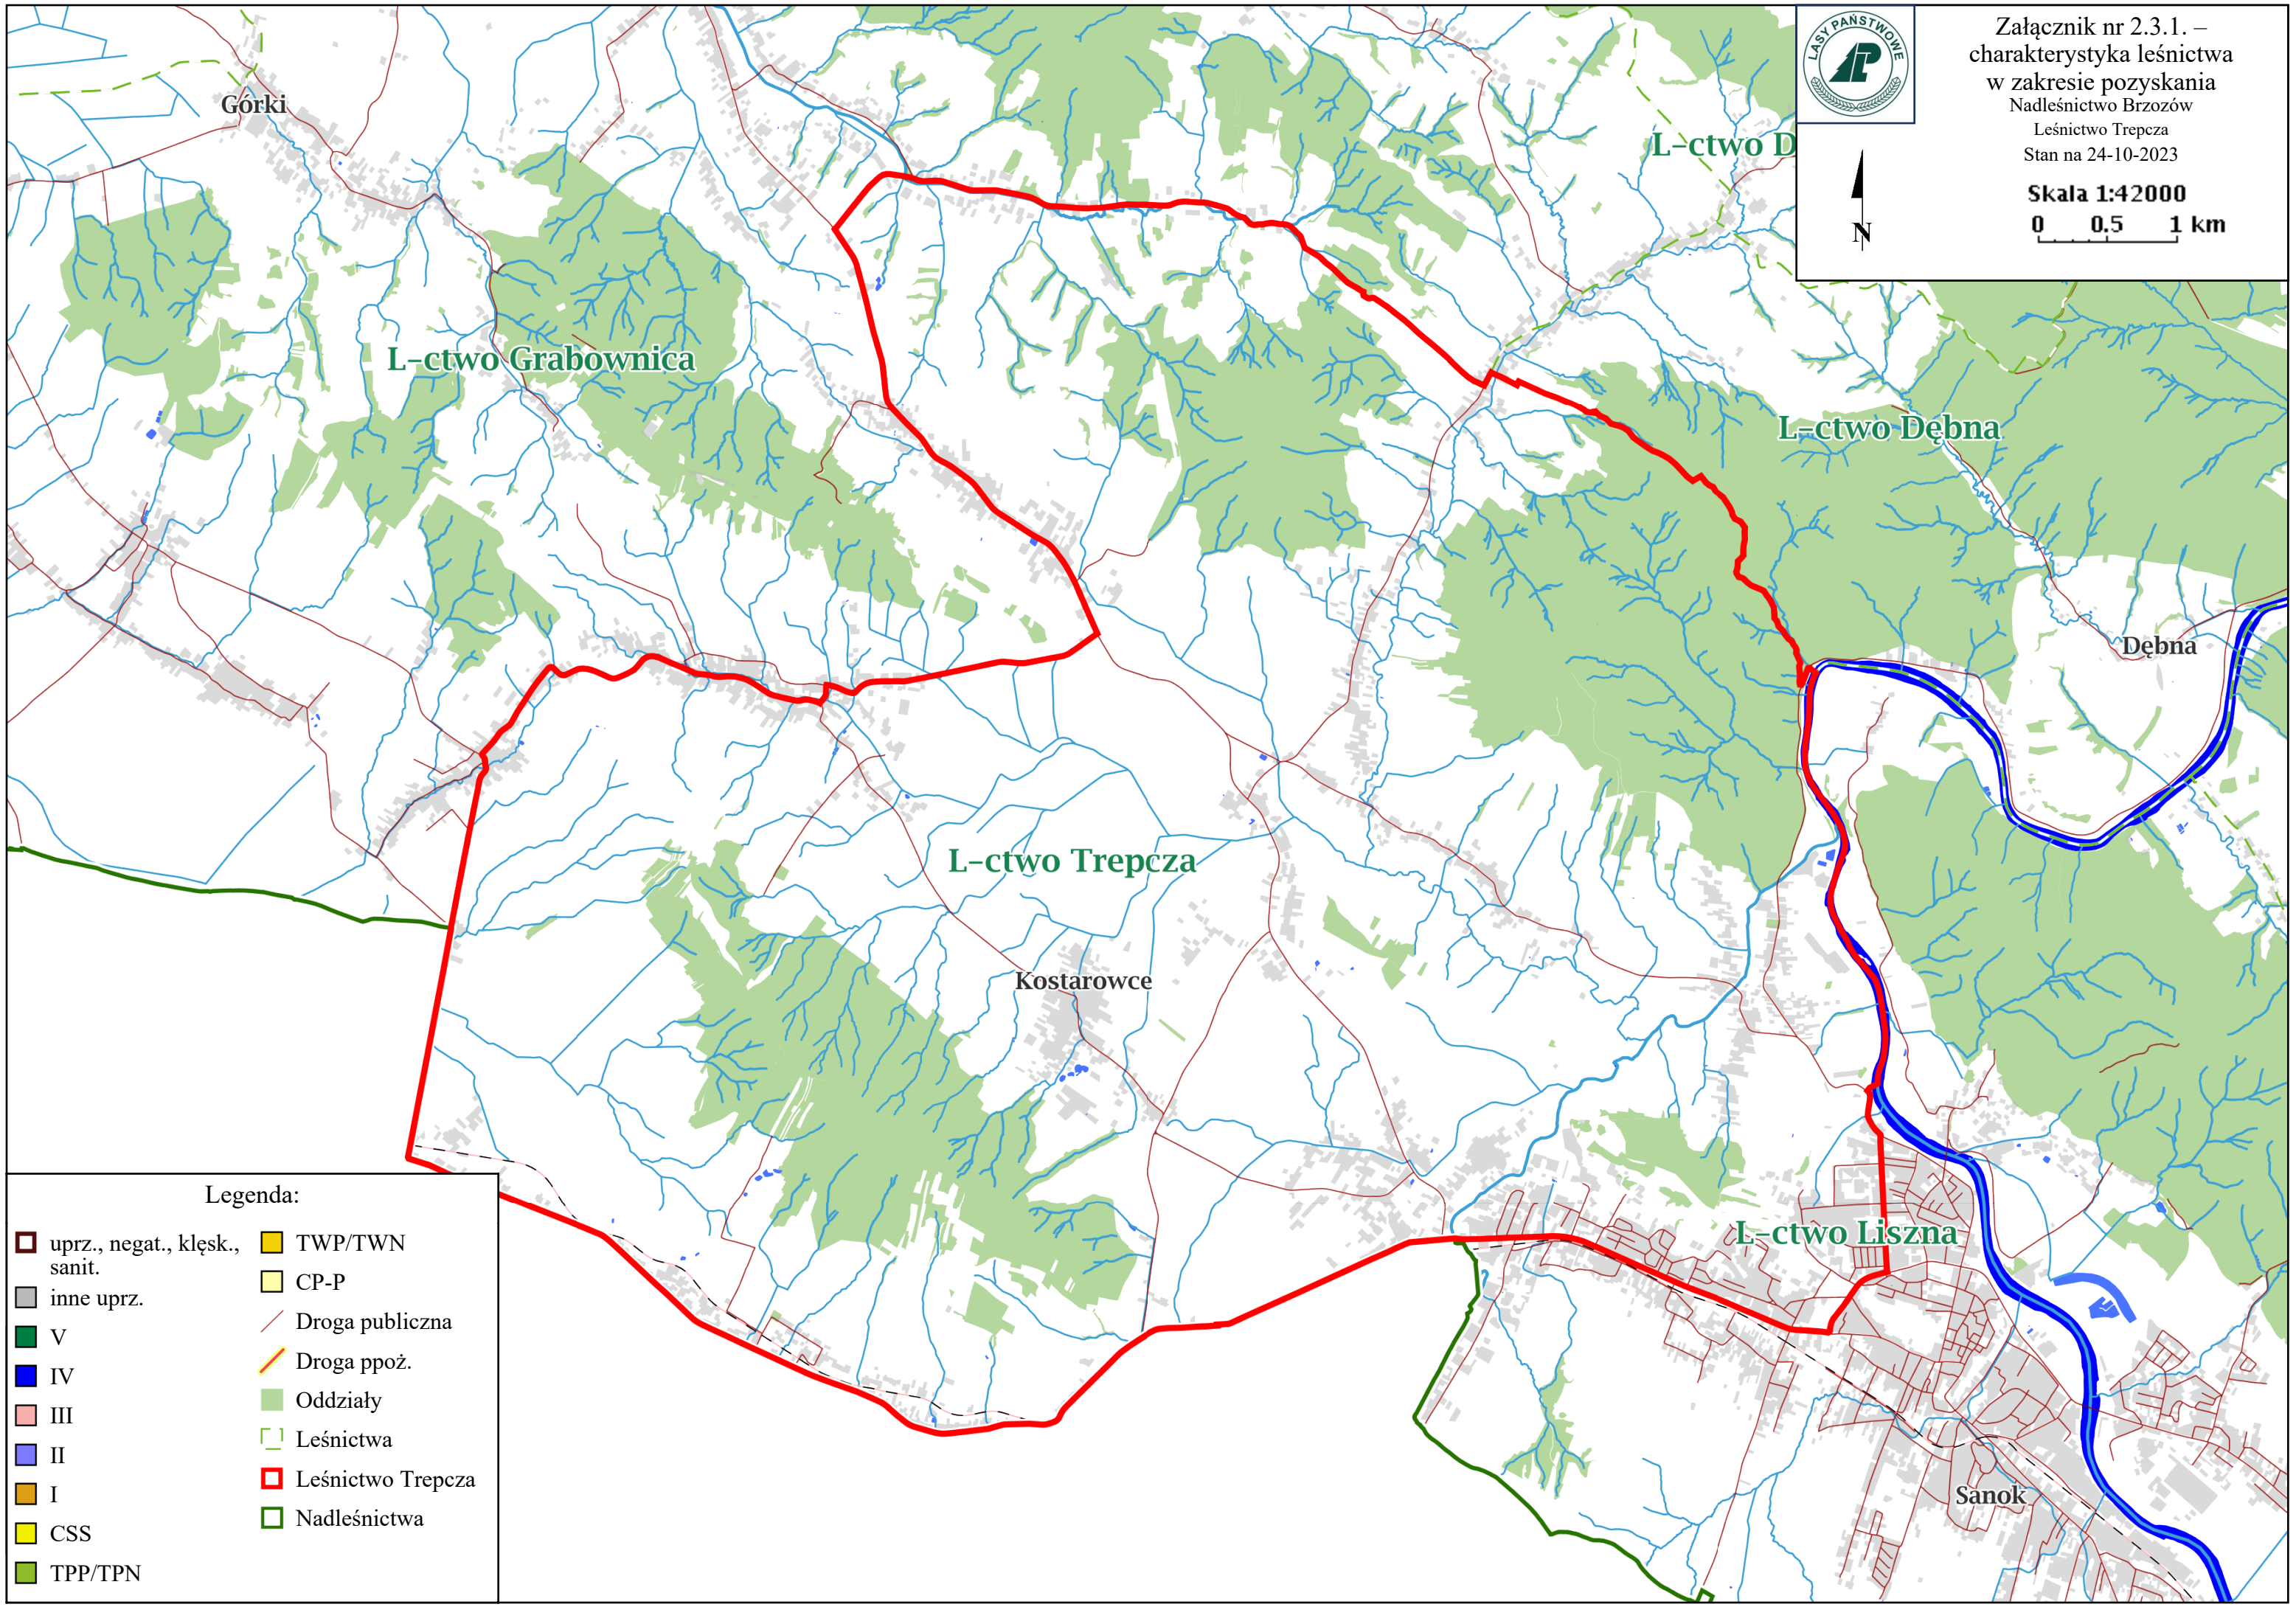 LASY PAŃSTWOWE
Załącznik nr 2.3.1. –
charakterystyka leśnictwa
w zakresie pozyskania
Nadleśnictwo Brzozów
Leśnictwo Trepcza
Stan na 24-10-2023
Skala 1:42000
0 0.5 1 km
N
Górki
L-ctwo D
L-ctwo Grabownica
L-ctwo Dębna
Dębna
L-ctwo Trepcza
Kostarowce
L-ctwo Liszna
Sanok
Legenda:
uprz., negat., klęsk.,
sanit.
inne uprz.
V
IV
III
II
I
CSS
TPP/TPN
TWP/TWN
CP-P
Droga publiczna
Droga ppoż.
Oddziały
Leśnictwa
Leśnictwo Trepcza
Nadleśnictwa